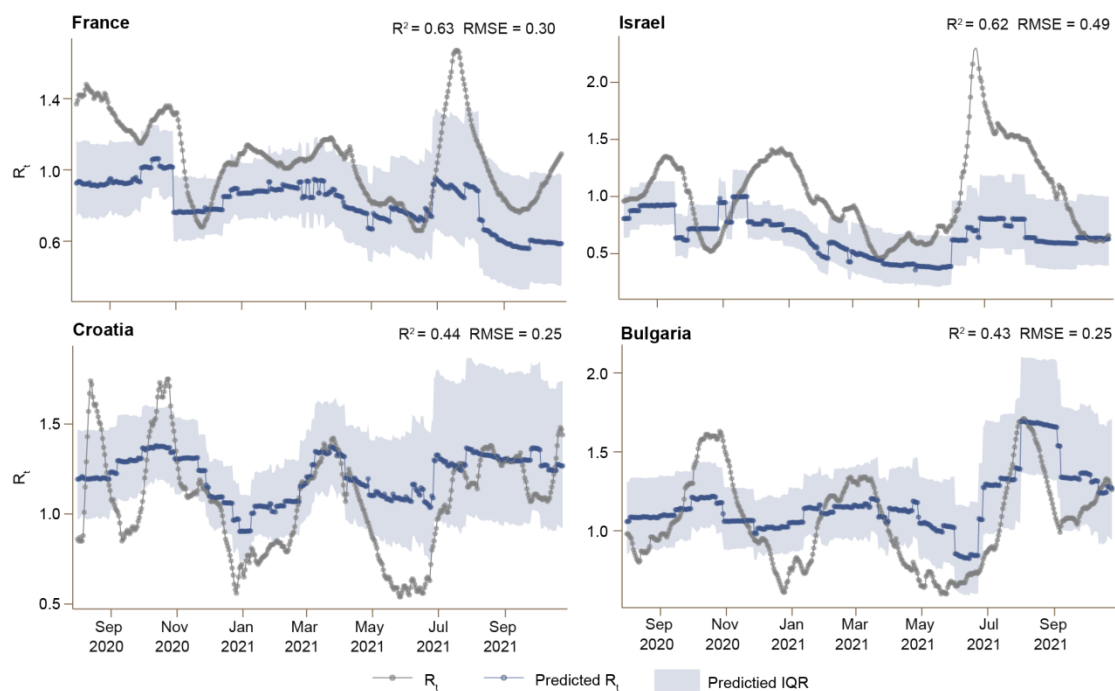 France
R² = 0.63 RMSE = 0.30
Israel
R² = 0.62 RMSE = 0.49
1.4
1.0
0.6
Rt
2.0
1.5
1.0
0.5
Croatia
R² = 0.44 RMSE = 0.25
Bulgaria
R² = 0.43 RMSE = 0.25
1.5
1.0
0.5
Rt
2.0
1.5
1.0
Sep Nov Jan Mar May Jul Sep
2020 2020 2021 2021 2021 2021 2021
Sep Nov Jan Mar May Jul Sep
2020 2020 2021 2021 2021 2021 2021
Rt Predicted Rt Predictied IQR